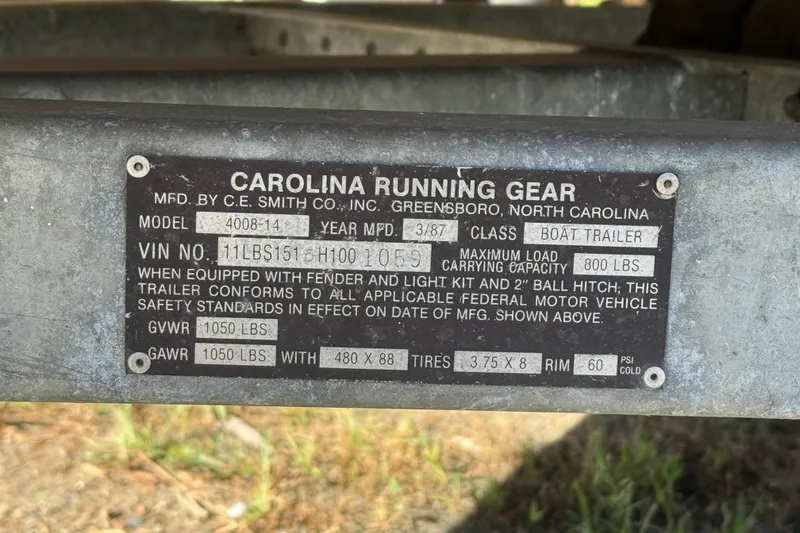 CAROLINA RUNNING GEAR
MFD. BY C.E. SMITH CO., INC. GREENSBORO, NORTH CAROLINA
MODEL 4008-14 YEAR MFD. 3/87 CLASS BOAT TRAILER
VIN NO. MAXIMUM LOAD CARRYING CAPACITY 800 LBS.
WHEN EQUIPPED WITH FENDER AND LIGHT KIT AND 2" BALL HITCH, THIS
TRAILER CONFORMS TO ALL APPLICABLE FEDERAL MOTOR VEHICLE
SAFETY STANDARDS IN EFFECT ON DATE OF MFG. SHOWN ABOVE.
GVWR 1050 LBS.
GAWR 1050 LBS. WITH 480 X 88 TIRES 3.75 X 8 RIM 60 PSI COLD